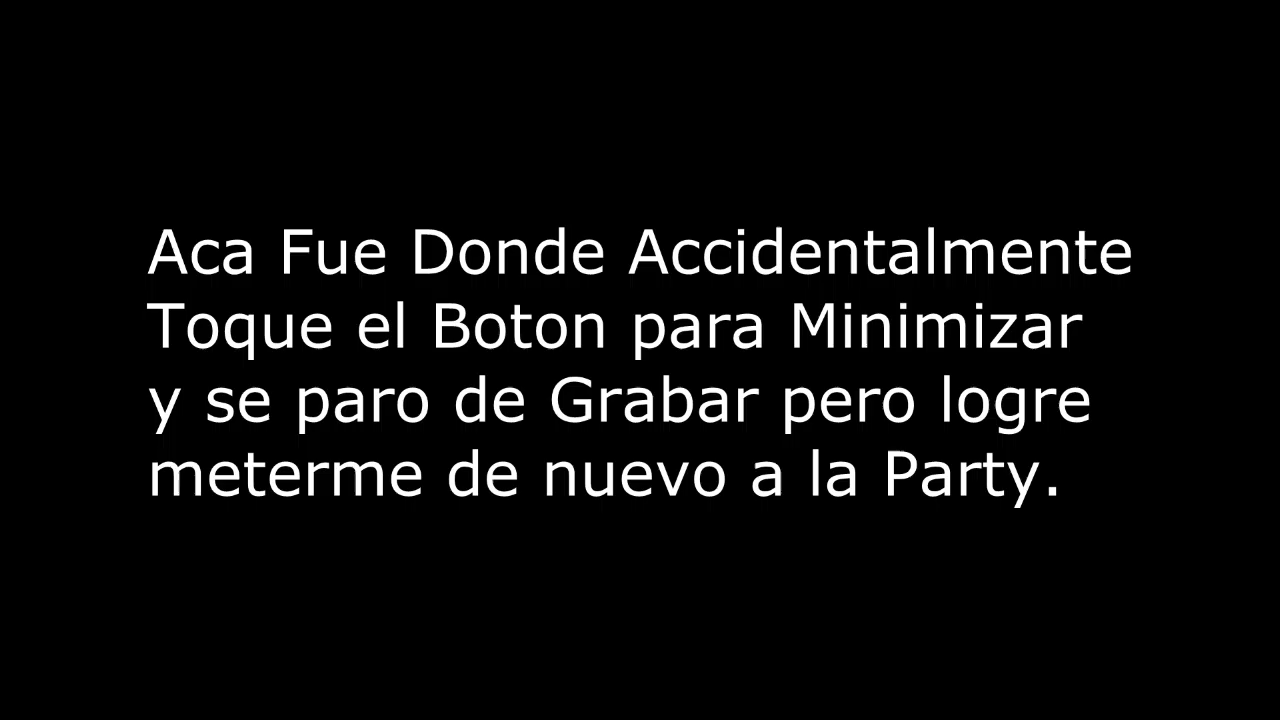 Aca Fue Donde Accidentalmente
Toque el Boton para Minimizar
y se paro de Grabar pero logre
meterme de nuevo a la Party.